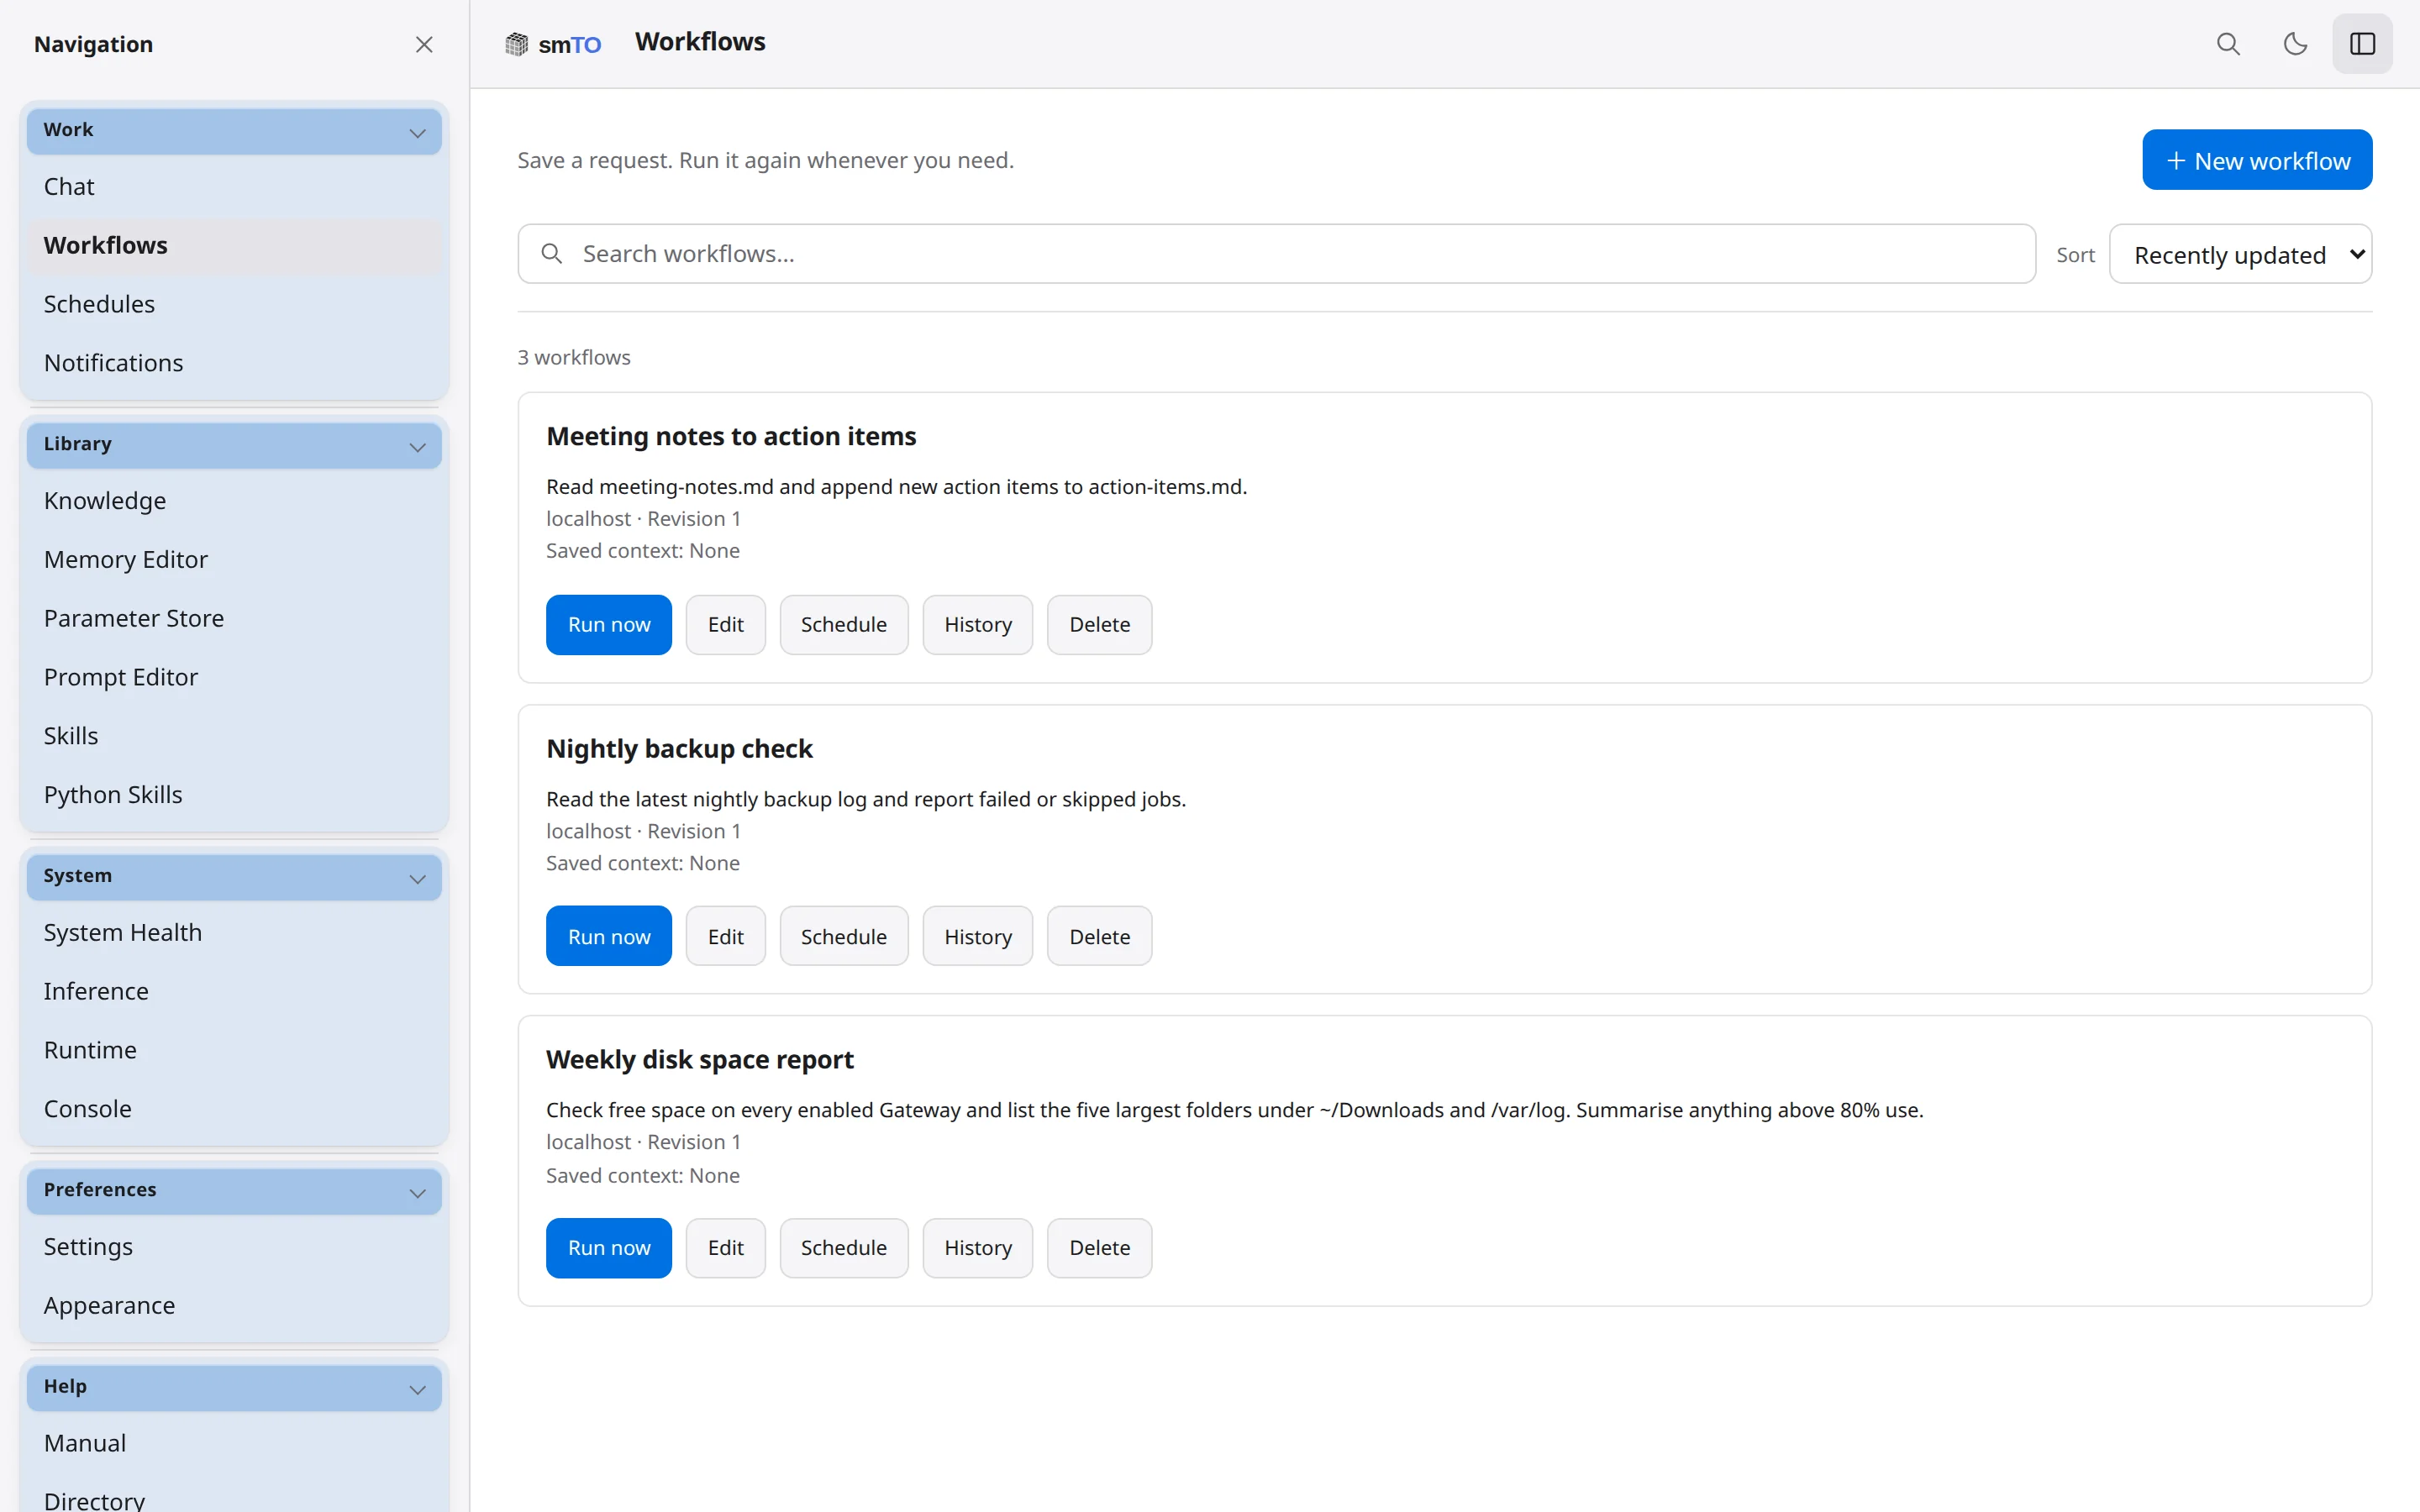 Navigation
Work
Chat
Workflows
Schedules
Notifications
Library
Knowledge
Memory Editor
Parameter Store
Prompt Editor
Skills
Python Skills
System
System Health
Inference
Runtime
Console
Preferences
Settings
Appearance
Help
Manual
Directory
smTO
Workflows
Save a request. Run it again whenever you need.
New workflow
Search workflows...
Sort
Recently updated
3 workflows
Meeting notes to action items
Read meeting-notes.md and append new action items to action-items.md.
localhost · Revision 1
Saved context: None
Run now Edit Schedule History Delete
Nightly backup check
Read the latest nightly backup log and report failed or skipped jobs.
localhost · Revision 1
Saved context: None
Run now Edit Schedule History Delete
Weekly disk space report
Check free space on every enabled Gateway and list the five largest folders under ~/Downloads and /var/log. Summarise anything above 80% use.
localhost · Revision 1
Saved context: None
Run now Edit Schedule History Delete